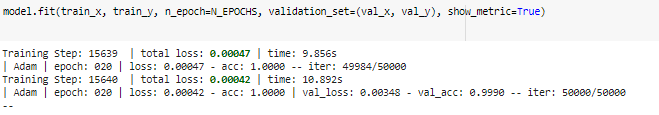 model.fit(train_x, train_y, n_epoch=N_EPOCHS, validation_set=(val_x, val_y), show_metric=True)
Training Step: 15639  | total loss: 0.00047 | time: 9.856s
| Adam | epoch: 020 | loss: 0.00047 - acc: 1.0000 -- iter: 49984/50000
Training Step: 15640  | total loss: 0.00042 | time: 10.892s
| Adam | epoch: 020 | loss: 0.00042 - acc: 1.0000 | val_loss: 0.00348 - val_acc: 0.9990 -- iter: 50000/50000
--